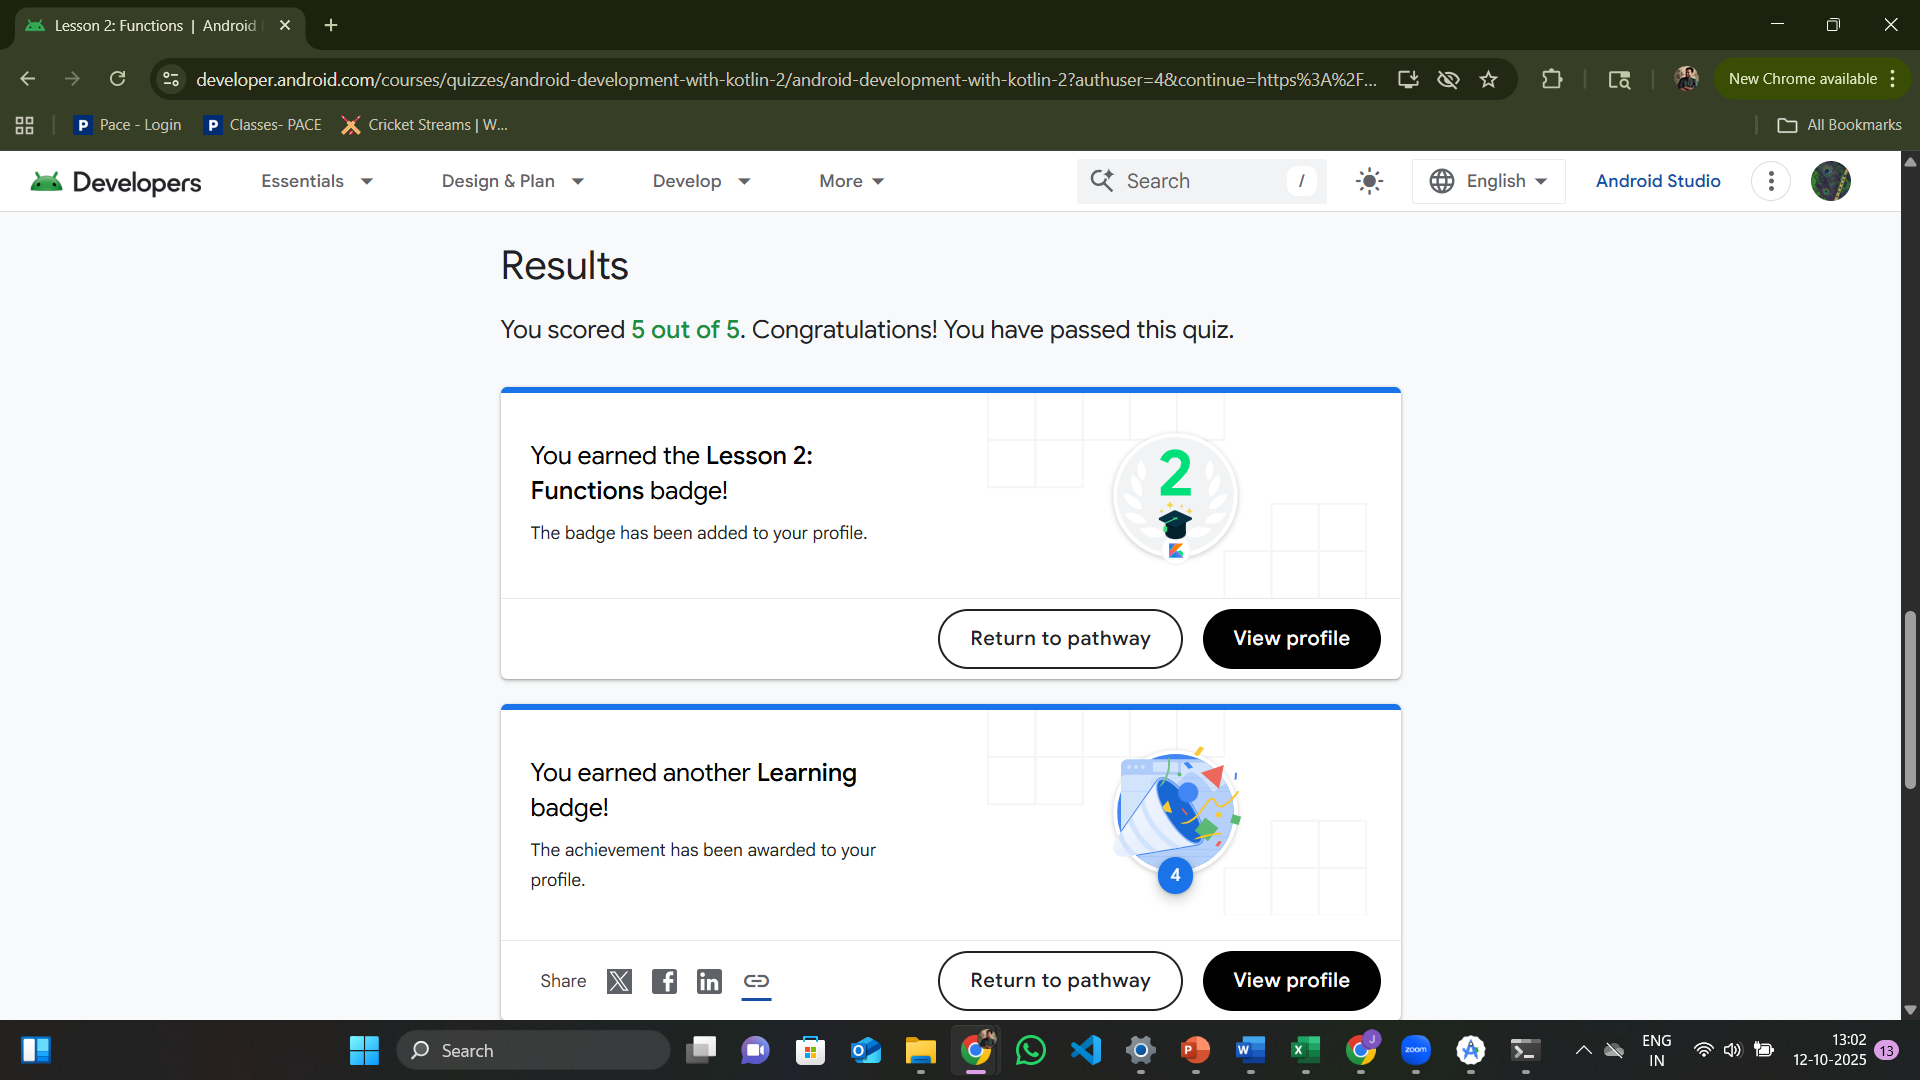 Lesson 2: Functions | Android
developer.android.com/courses/quizzes/android-development-with-kotlin-2/android-development-with-kotlin-2?authuser=4&continue=https%3A%2F...
New Chrome available
Pace - Login
Classes- PACE
Cricket Streams | W...
All Bookmarks
Developers
Essentials
Design & Plan
Develop
More
Search
/
English
Android Studio
Results
You scored 5 out of 5. Congratulations! You have passed this quiz.
You earned the Lesson 2:
Functions badge!
The badge has been added to your profile.
2
Return to pathway
View profile
You earned another Learning
badge!
The achievement has been awarded to your
profile.
4
Share
Return to pathway
View profile
Search
zoom
J
ENG
IN
13:02
12-10-2025
13